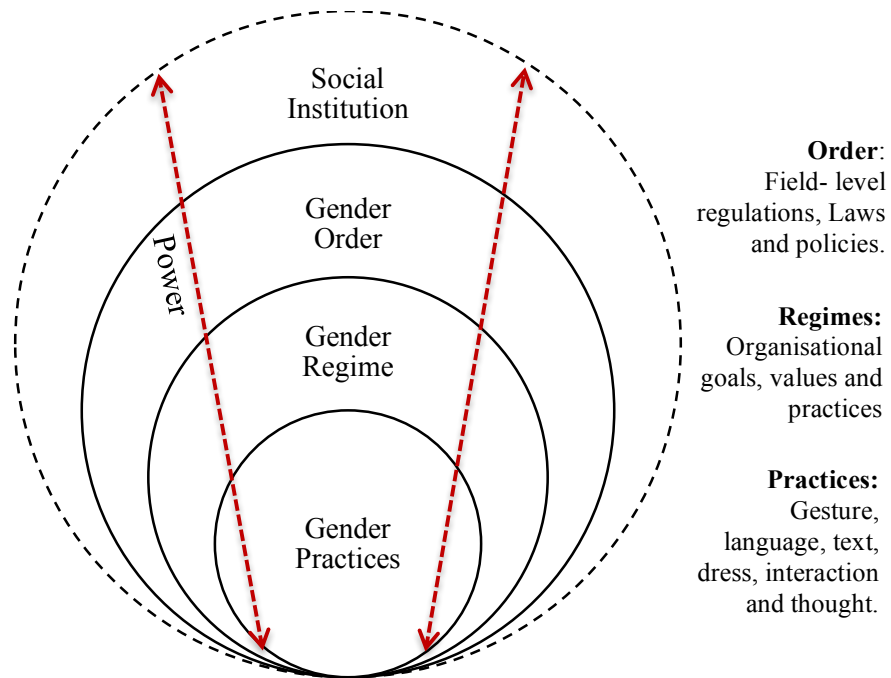 Social
Institution
Gender
Order
Power
Gender
Regime
Gender
Practices
Order:
Field- level
regulations, Laws
and policies.
Regimes:
Organisational
goals, values and
practices
Practices:
Gesture,
language, text,
dress, interaction
and thought.